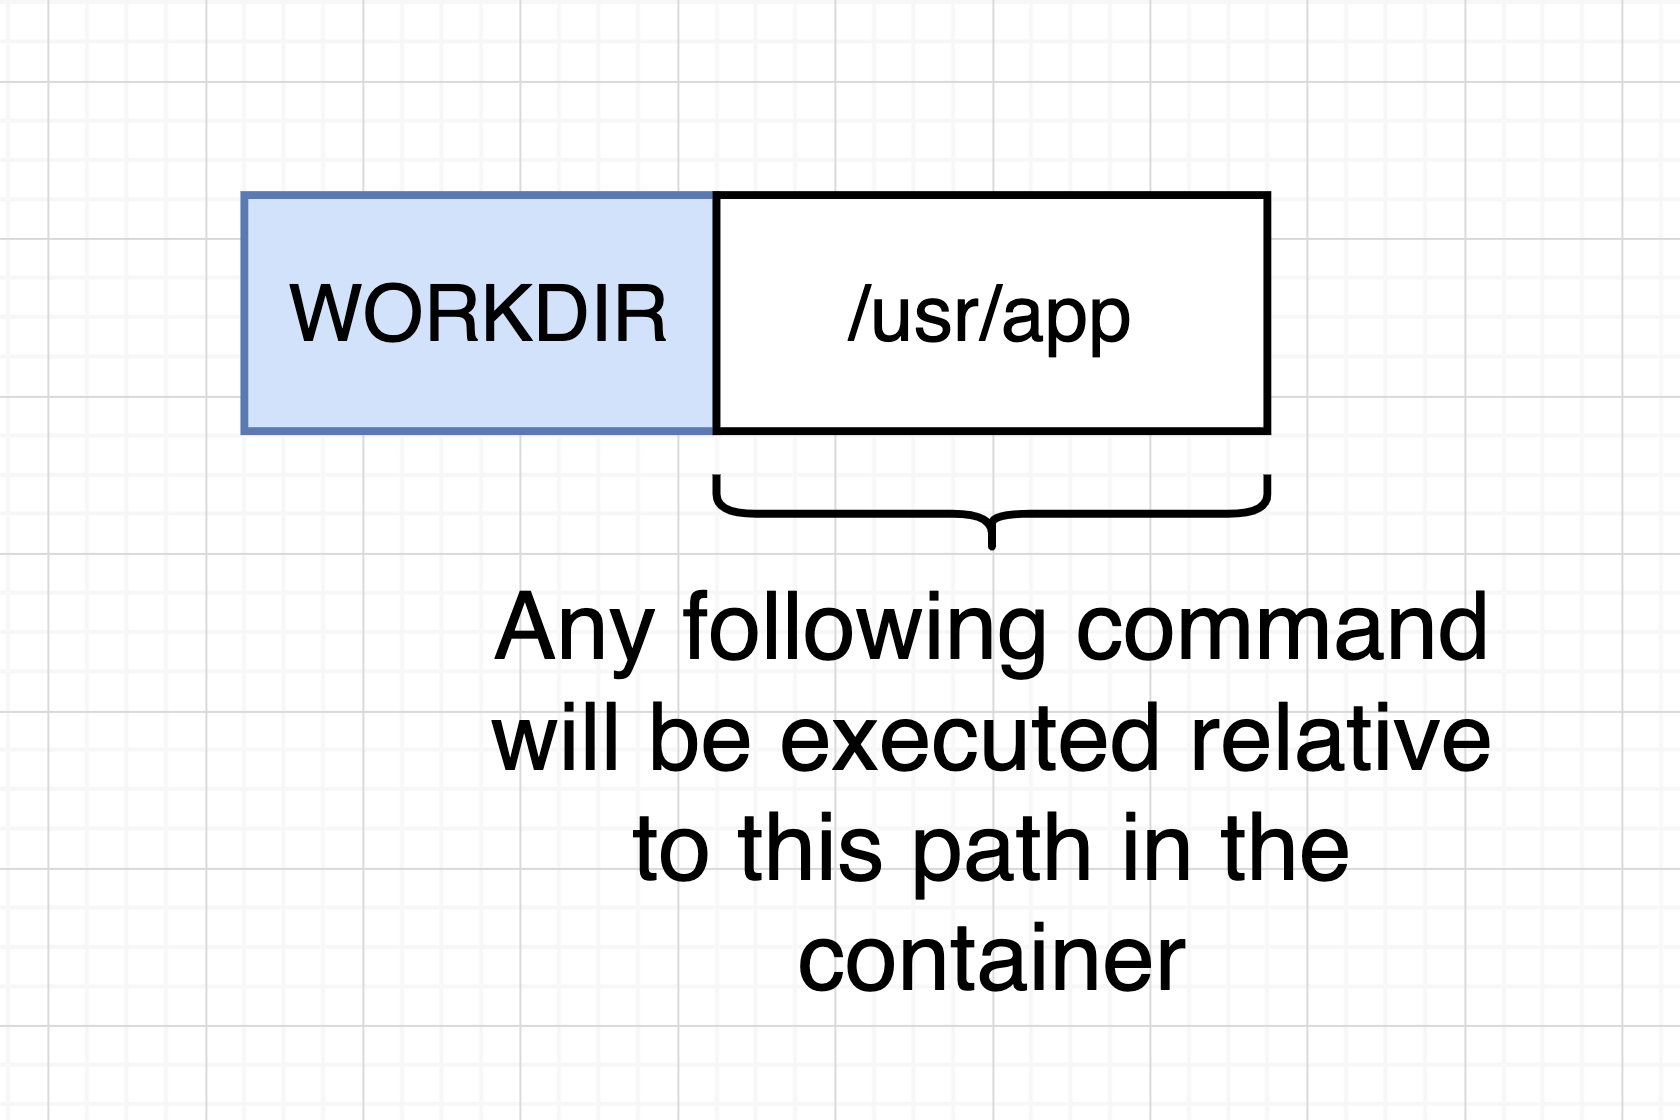 WORKDIR /usr/app
Any following command
will be executed relative
to this path in the
container